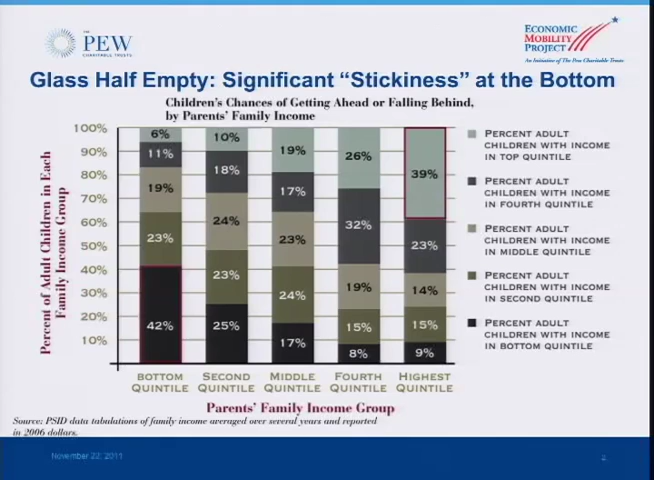 THE
PEW
CHARITABLE TRUSTS
ECONOMIC
MOBILITY
PROJECT
An Initiative of The Pew Charitable Trusts
Glass Half Empty: Significant “Stickiness” at the Bottom
Children's Chances of Getting Ahead or Falling Behind,
by Parents' Family Income
Percent of Adult Children in Each
Family Income Group
100%
90%
80%
70%
60%
50%
40%
30%
20%
10%
6%
11%
19%
23%
42%
10%
18%
24%
23%
25%
19%
17%
23%
24%
17%
26%
32%
19%
15%
8%
39%
23%
14%
15%
9%
BOTTOM
QUINTILE
SECOND
QUINTILE
MIDDLE
QUINTILE
FOURTH
QUINTILE
HIGHEST
QUINTILE
Parents' Family Income Group
PERCENT ADULT
CHILDREN WITH INCOME
IN TOP QUINTILE
PERCENT ADULT
CHILDREN WITH INCOME
IN FOURTH QUINTILE
PERCENT ADULT
CHILDREN WITH INCOME
IN MIDDLE QUINTILE
PERCENT ADULT
CHILDREN WITH INCOME
IN SECOND QUINTILE
PERCENT ADULT
CHILDREN WITH INCOME
IN BOTTOM QUINTILE
Source: PSID data tabulations of family income averaged over several years and reported
in 2006 dollars.
November 22, 2011
2